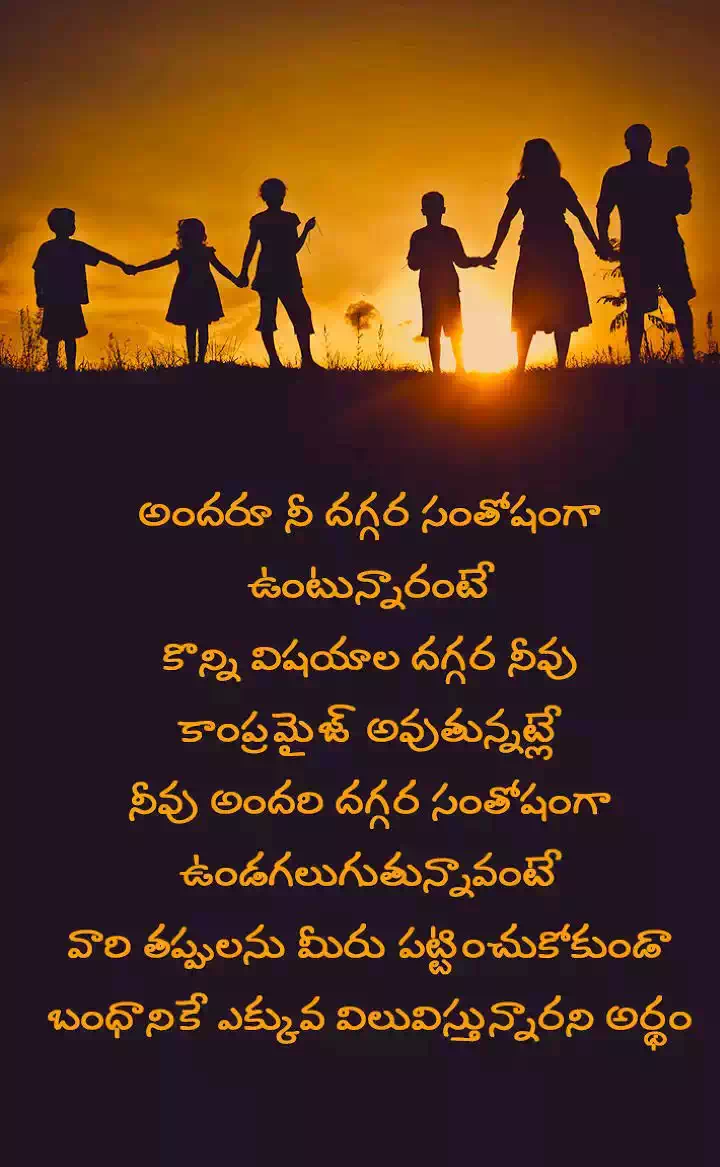 అందరూ నీ దగ్గర సంతోషంగా
ఉంటున్నారంటే
కొన్ని విషయాల దగ్గర నీవు
కాంప్రమైజ్ అవుతున్నట్లే
నీవు అందరి దగ్గర సంతోషంగా
ఉండగలుగుతున్నావంటే
వారి తప్పులను మీరు పట్టించుకోకుండా
బంధానికే ఎక్కువ విలువిస్తున్నారని అర్థం